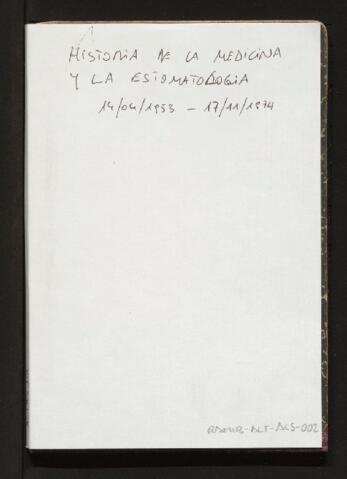 HISTORIA DE LA MEDICINA
Y LA ESTOMATOLOGIA
14/04/1953 - 17/11/1974